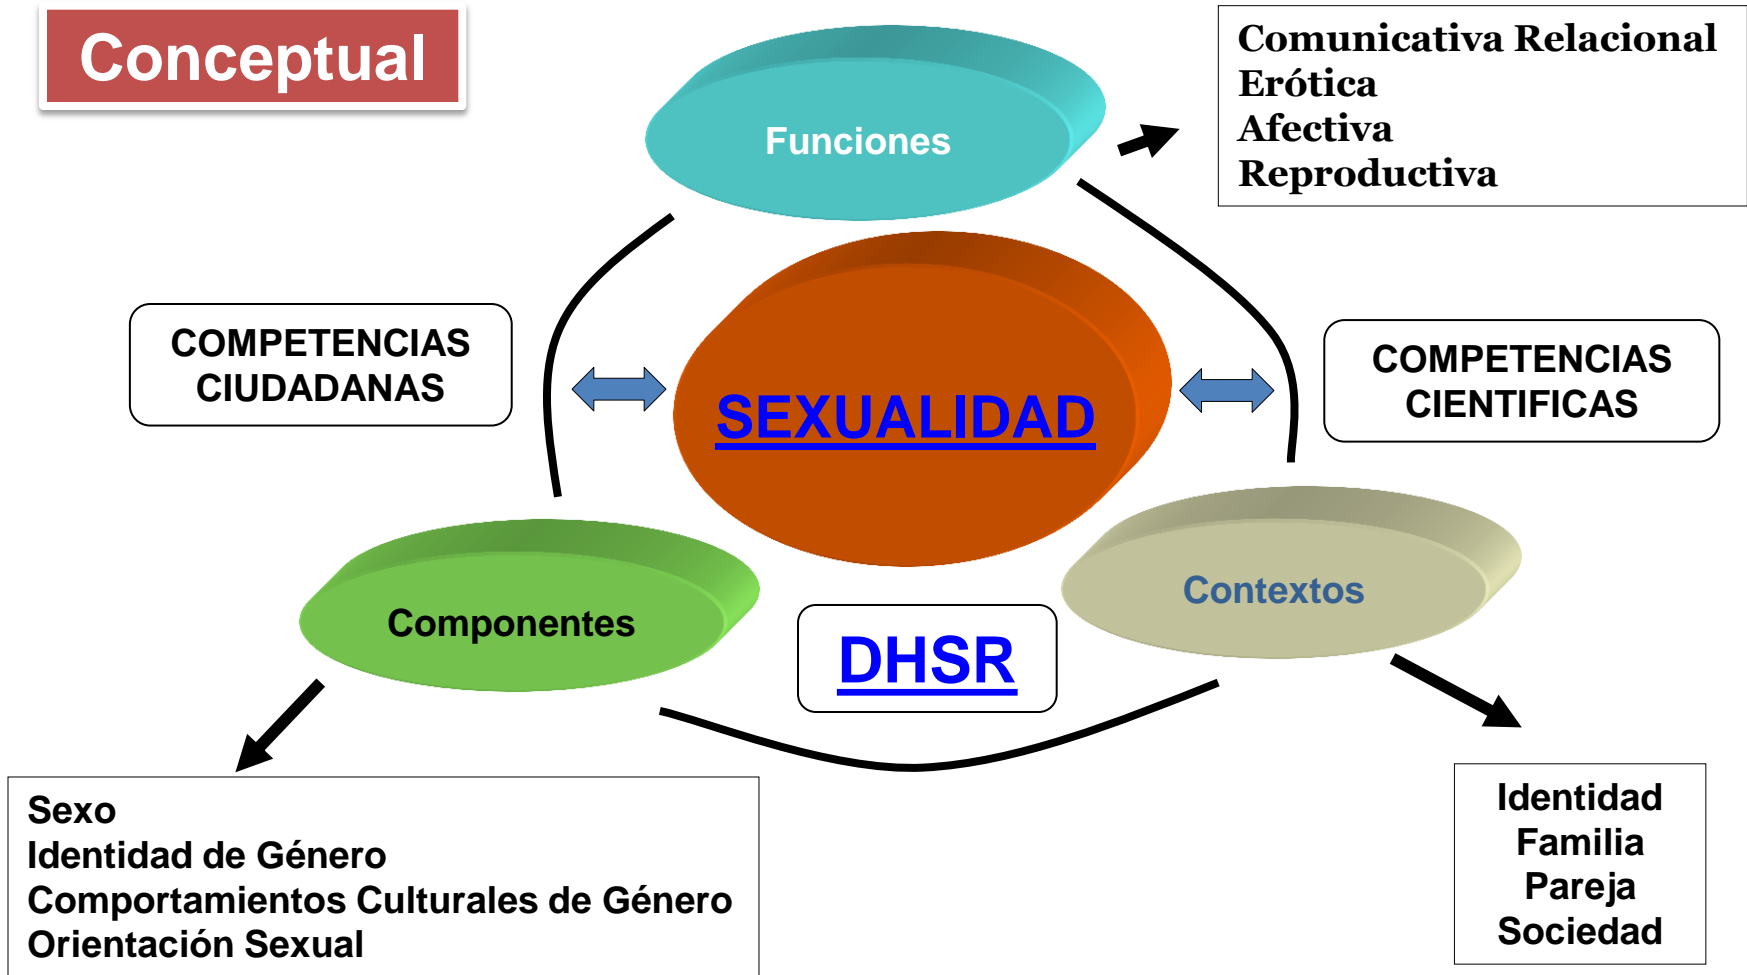 Conceptual
Funciones
Comunicativa Relacional
Erótica
Afectiva
Reproductiva
COMPETENCIAS
CIUDADANAS
SEXUALIDAD
COMPETENCIAS
CIENTIFICAS
Componentes
Contextos
DHSR
Sexo
Identidad de Género
Comportamientos Culturales de Género
Orientación Sexual
Identidad
Familia
Pareja
Sociedad